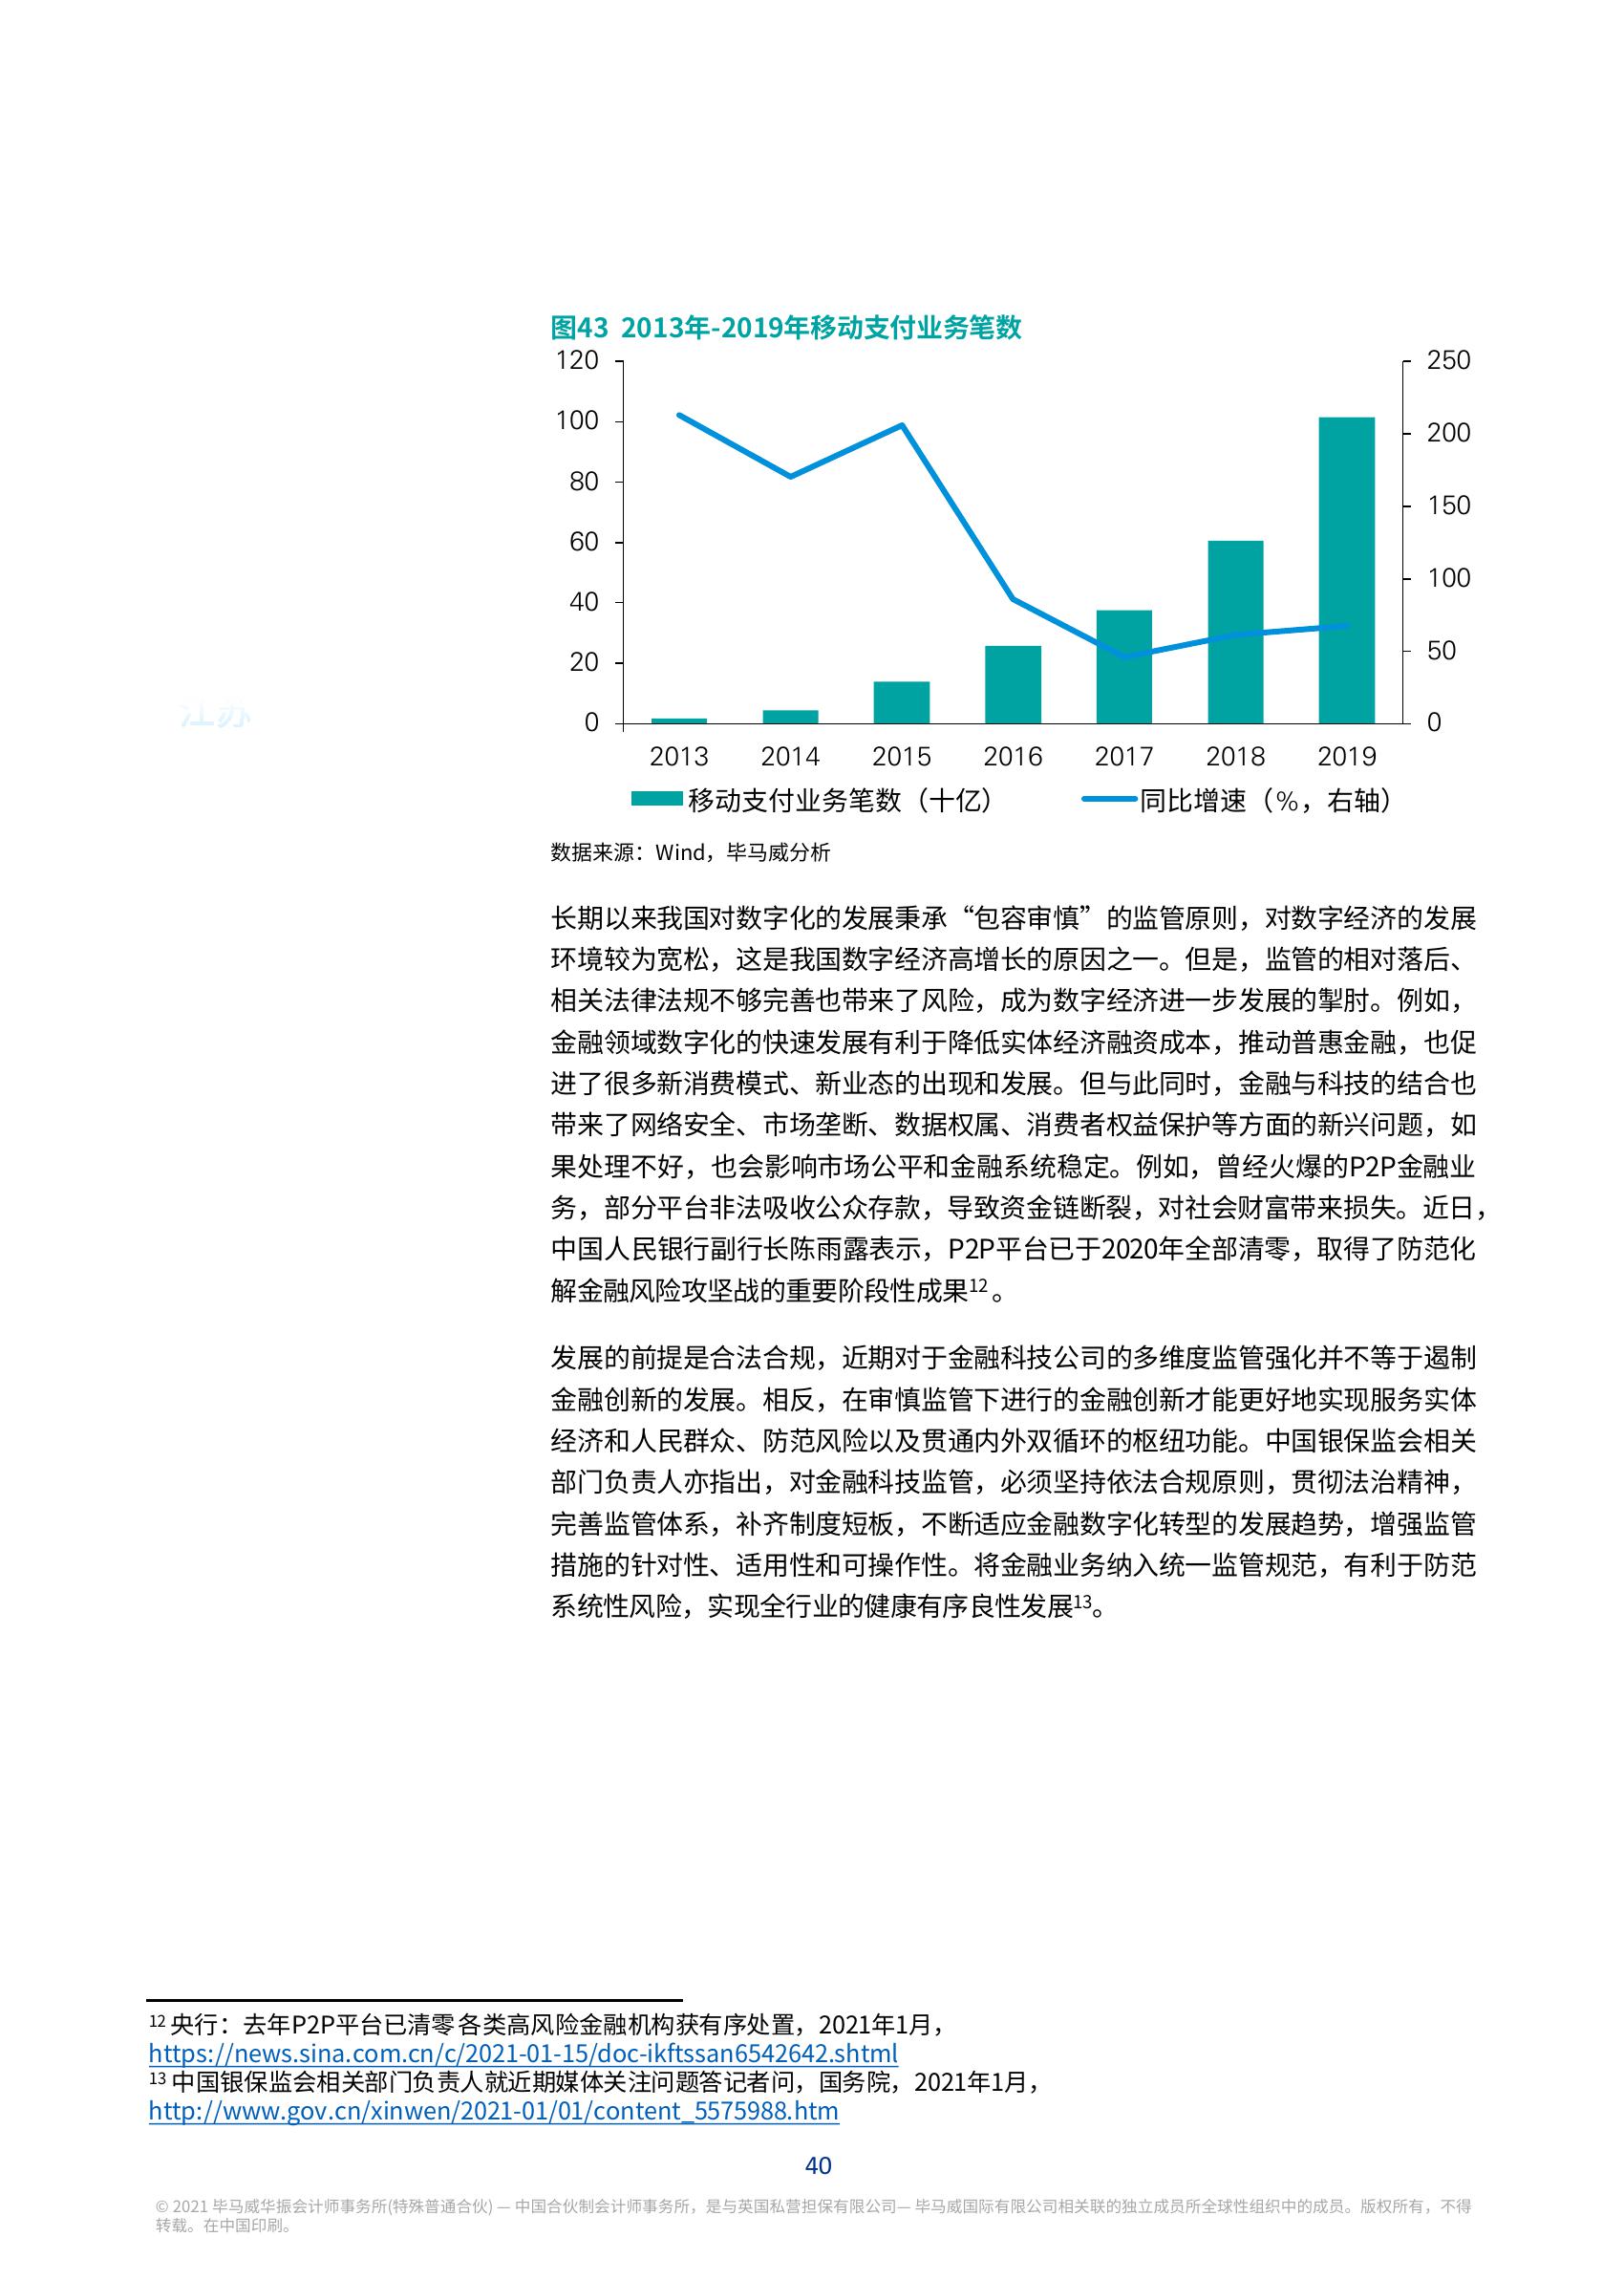 图43 2013年-2019年移动支付业务笔数
120
100
80
60
40
20
0
250
200
150
100
50
0
2013 2014 2015 2016 2017 2018 2019
移动支付业务笔数（十亿） 同比增速（%，右轴）
数据来源：Wind，毕马威分析
江苏
长期以来我国对数字化的发展秉承“包容审慎”的监管原则，对数字经济的发展
环境较为宽松，这是我国数字经济高增长的原因之一。但是，监管的相对落后、
相关法律法规不够完善也带来了风险，成为数字经济进一步发展的掣肘。例如，
金融领域数字化的快速发展有利于降低实体经济融资成本，推动普惠金融，也促
进了很多新消费模式、新业态的出现和发展。但与此同时，金融与科技的结合也
带来了网络安全、市场垄断、数据权属、消费者权益保护等方面的新兴问题，如
果处理不好，也会影响市场公平和金融系统稳定。例如，曾经火爆的P2P金融业
务，部分平台非法吸收公众存款，导致资金链断裂，对社会财富带来损失。近日，
中国人民银行副行长陈雨露表示，P2P平台已于2020年全部清零，取得了防范化
解金融风险攻坚战的重要阶段性成果12。
发展的前提是合法合规，近期对于金融科技公司的多维度监管强化并不等于遏制
金融创新的发展。相反，在审慎监管下进行的金融创新才能更好地实现服务实体
经济和人民群众、防范风险以及贯通内外双循环的枢纽功能。中国银保监会相关
部门负责人亦指出，对金融科技监管，必须坚持依法合规原则，贯彻法治精神，
完善监管体系，补齐制度短板，不断适应金融数字化转型的发展趋势，增强监管
措施的针对性、适用性和可操作性。将金融业务纳入统一监管规范，有利于防范
系统性风险，实现全行业的健康有序良性发展13。
12 央行：去年P2P平台已清零 各类高风险金融机构获有序处置，2021年1月，
https://news.sina.com.cn/c/2021-01-15/doc-ikftssan6542642.shtml
13 中国银保监会相关部门负责人就近期媒体关注问题答记者问，国务院，2021年1月，
http://www.gov.cn/xinwen/2021-01/01/content_5575988.htm
40
© 2021 毕马威华振会计师事务所(特殊普通合伙) — 中国合伙制会计师事务所，是与英国私营担保有限公司— 毕马威国际有限公司相关联的独立成员所全球性组织中的成员。版权所有，不得
转载。在中国印刷。